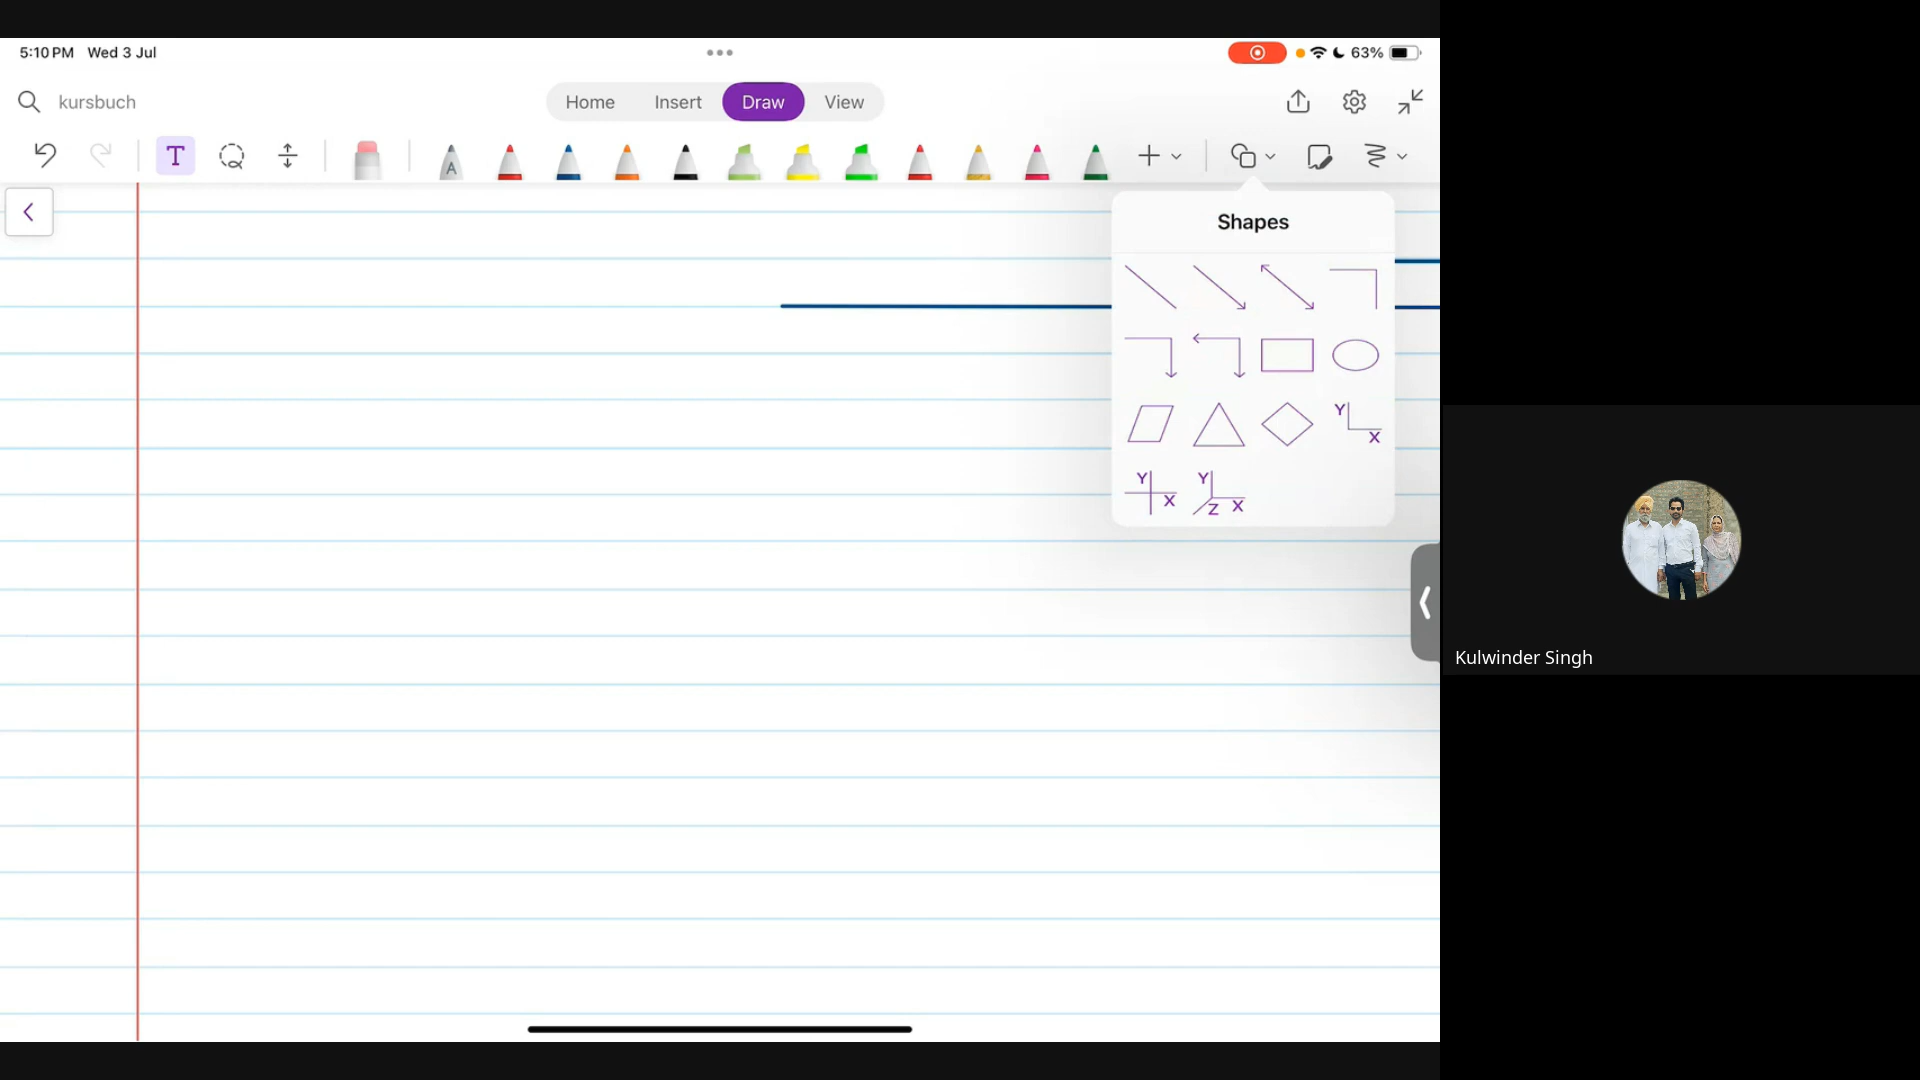 5:10 PM Wed 3 Jul
63%
kursbuch
Home Insert Draw View
T
A
Shapes
Y
X
Y
X
Y
Z X
Kulwinder Singh